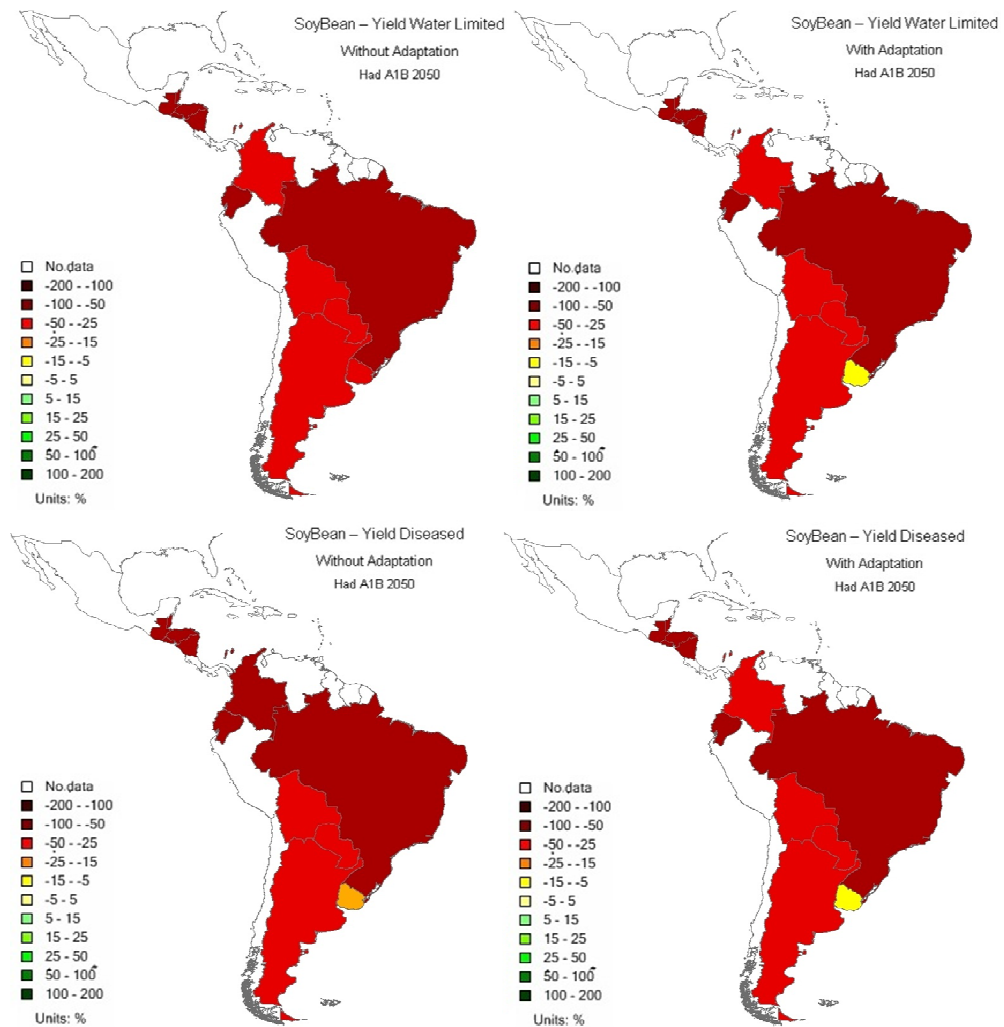 SoyBean – Yield Water Limited
Without Adaptation
Had A1B 2050
No.data
-200 - -100
-100 - -50
-50 - -25
-25 - -15
-15 - -5
-5 - 5
5 - 15
15 - 25
25 - 50
50 - 100
100 - 200
Units: %
SoyBean – Yield Water Limited
With Adaptation
Had A1B 2050
No.data
-200 - -100
-100 - -50
-50 - -25
-25 - -15
-15 - -5
-5 - 5
5 - 15
15 - 25
25 - 50
50 - 100
100 - 200
Units: %
SoyBean – Yield Diseased
Without Adaptation
Had A1B 2050
No.data
-200 - -100
-100 - -50
-50 - -25
-25 - -15
-15 - -5
-5 - 5
5 - 15
15 - 25
25 - 50
50 - 100
100 - 200
Units: %
SoyBean – Yield Diseased
With Adaptation
Had A1B 2050
No.data
-200 - -100
-100 - -50
-50 - -25
-25 - -15
-15 - -5
-5 - 5
5 - 15
15 - 25
25 - 50
50 - 100
100 - 200
Units: %